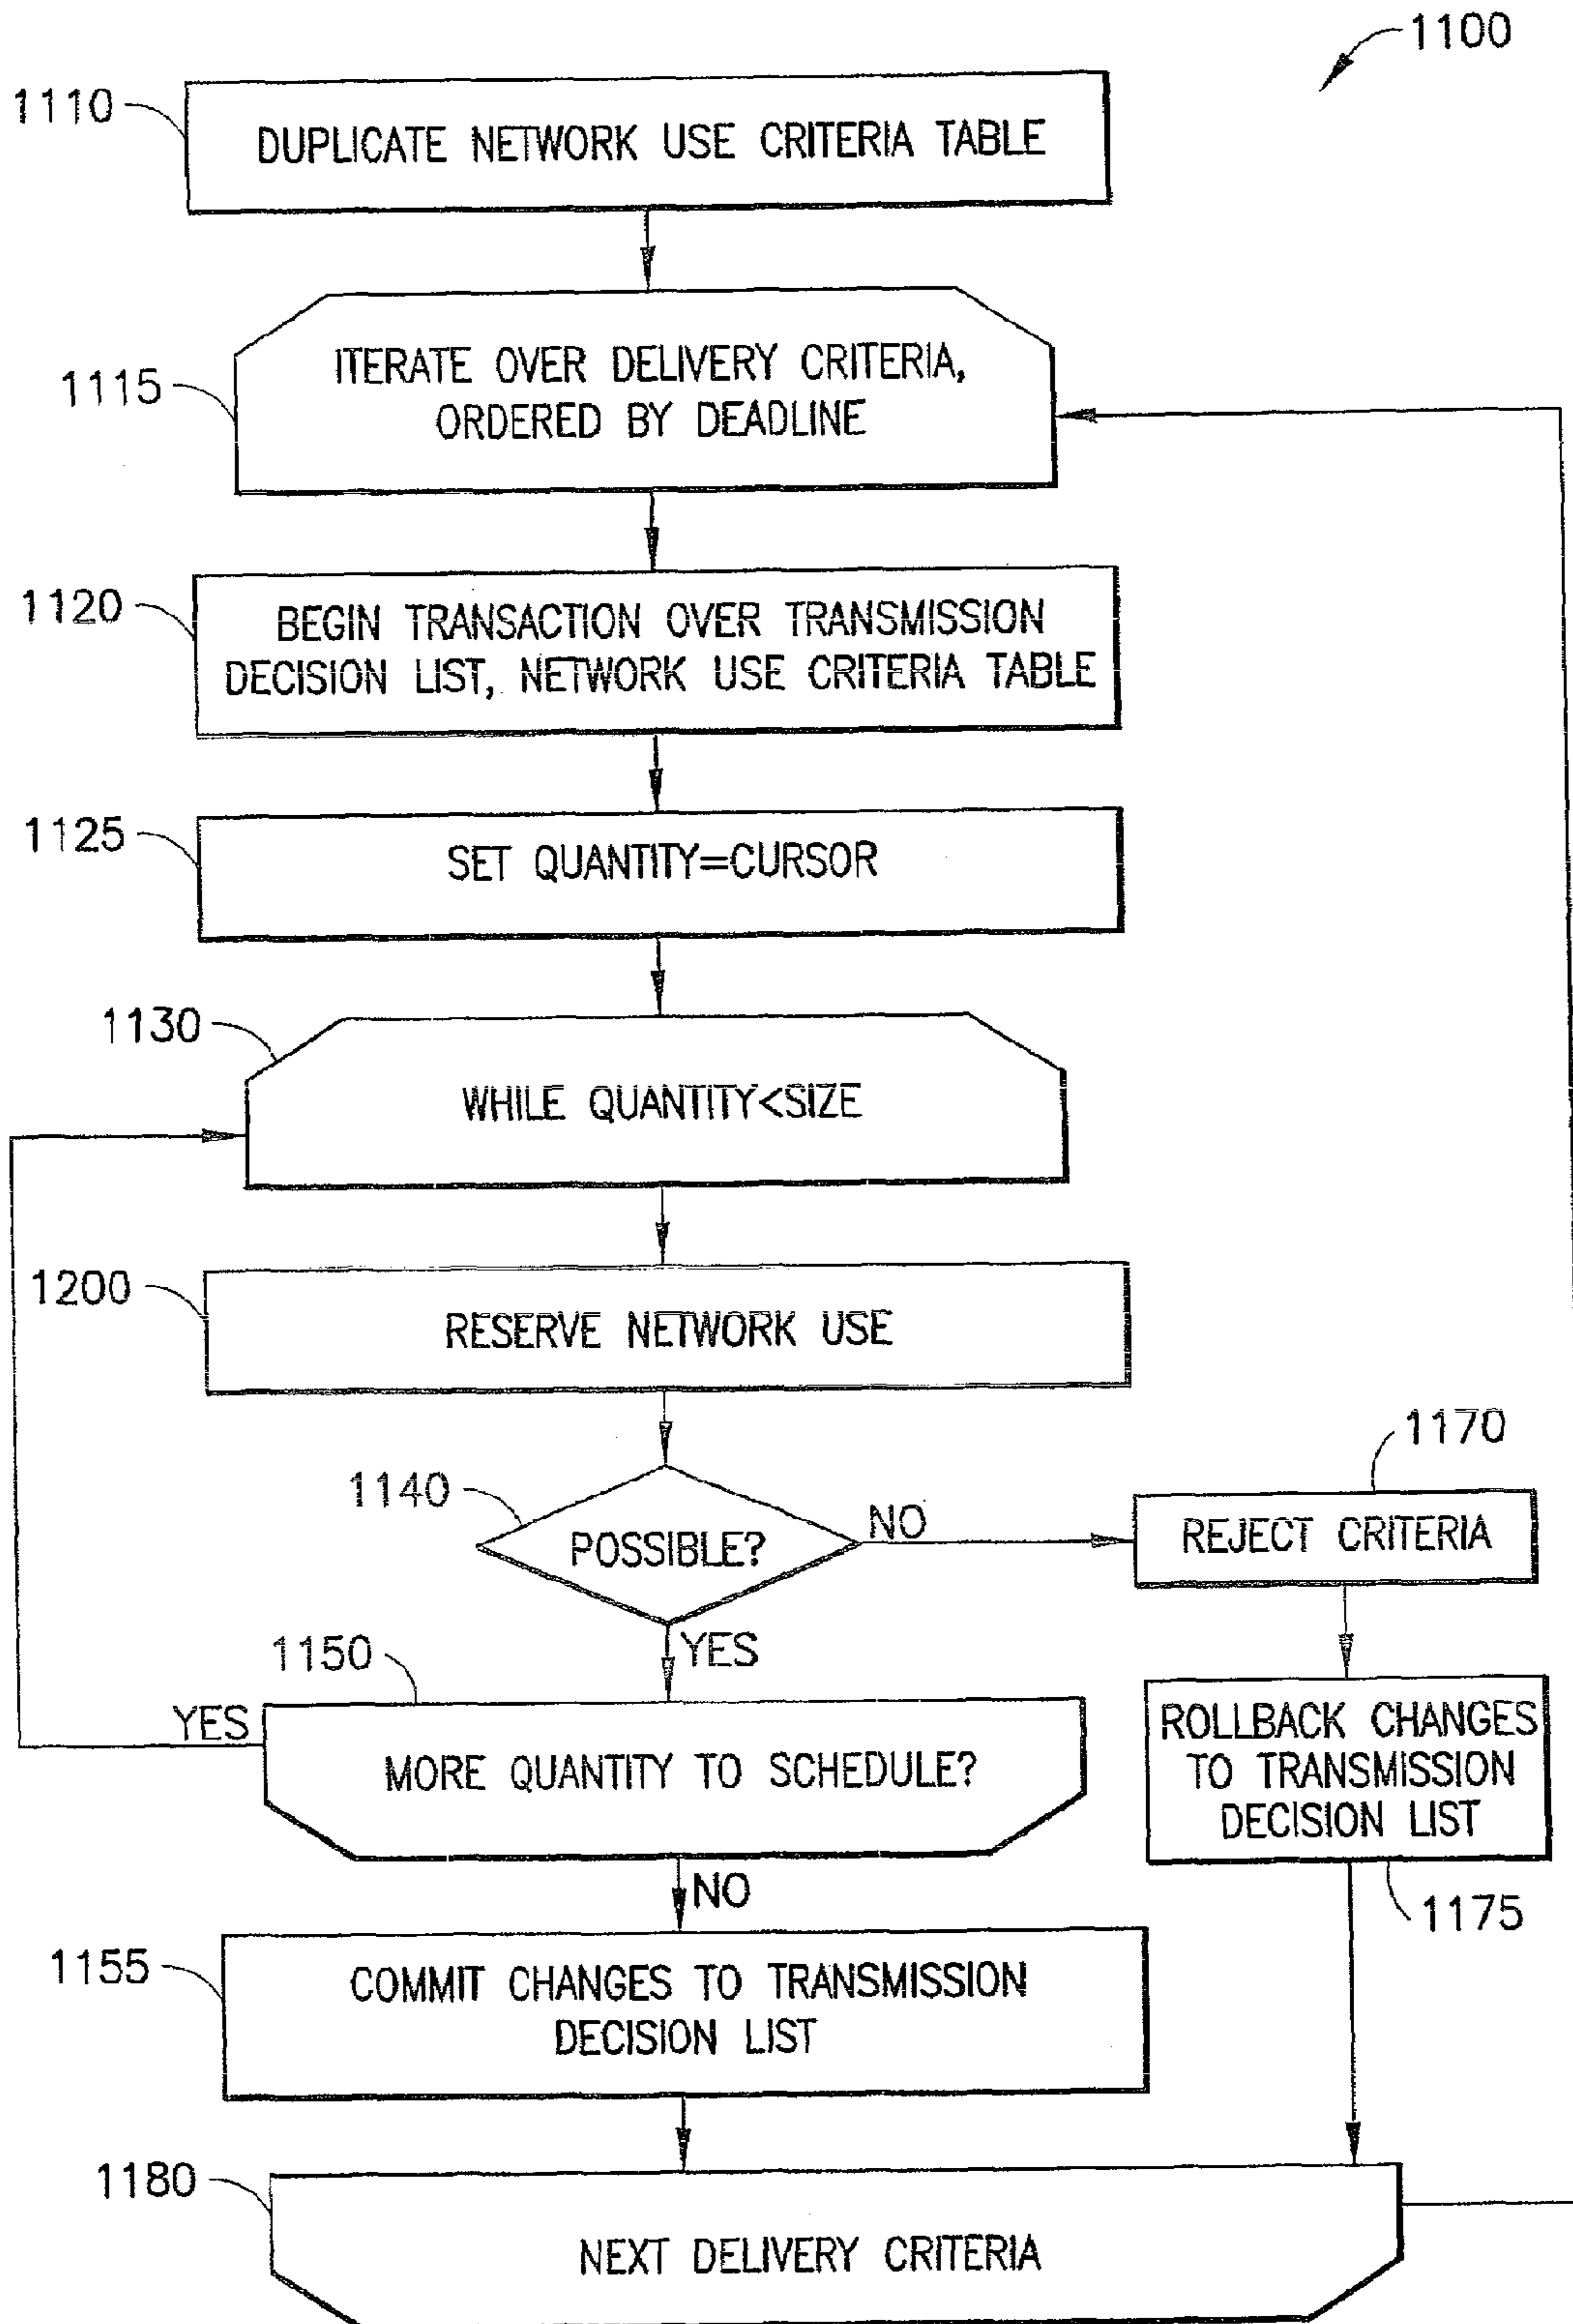 1100
1110
DUPLICATE NETWORK USE CRITERIA TABLE
1115
ITERATE OVER DELIVERY CRITERIA,
ORDERED BY DEADLINE
1120
BEGIN TRANSACTION OVER TRANSMISSION
DECISION LIST, NETWORK USE CRITERIA TABLE
1125
SET QUANTITY=CURSOR
1130
WHILE QUANTITY<SIZE
1200
RESERVE NETWORK USE
1140
POSSIBLE?
NO
1170
REJECT CRITERIA
YES
1150
YES
MORE QUANTITY TO SCHEDULE?
ROLLBACK CHANGES
TO TRANSMISSION
DECISION LIST
1175
NO
1155
COMMIT CHANGES TO TRANSMISSION
DECISION LIST
1180
NEXT DELIVERY CRITERIA